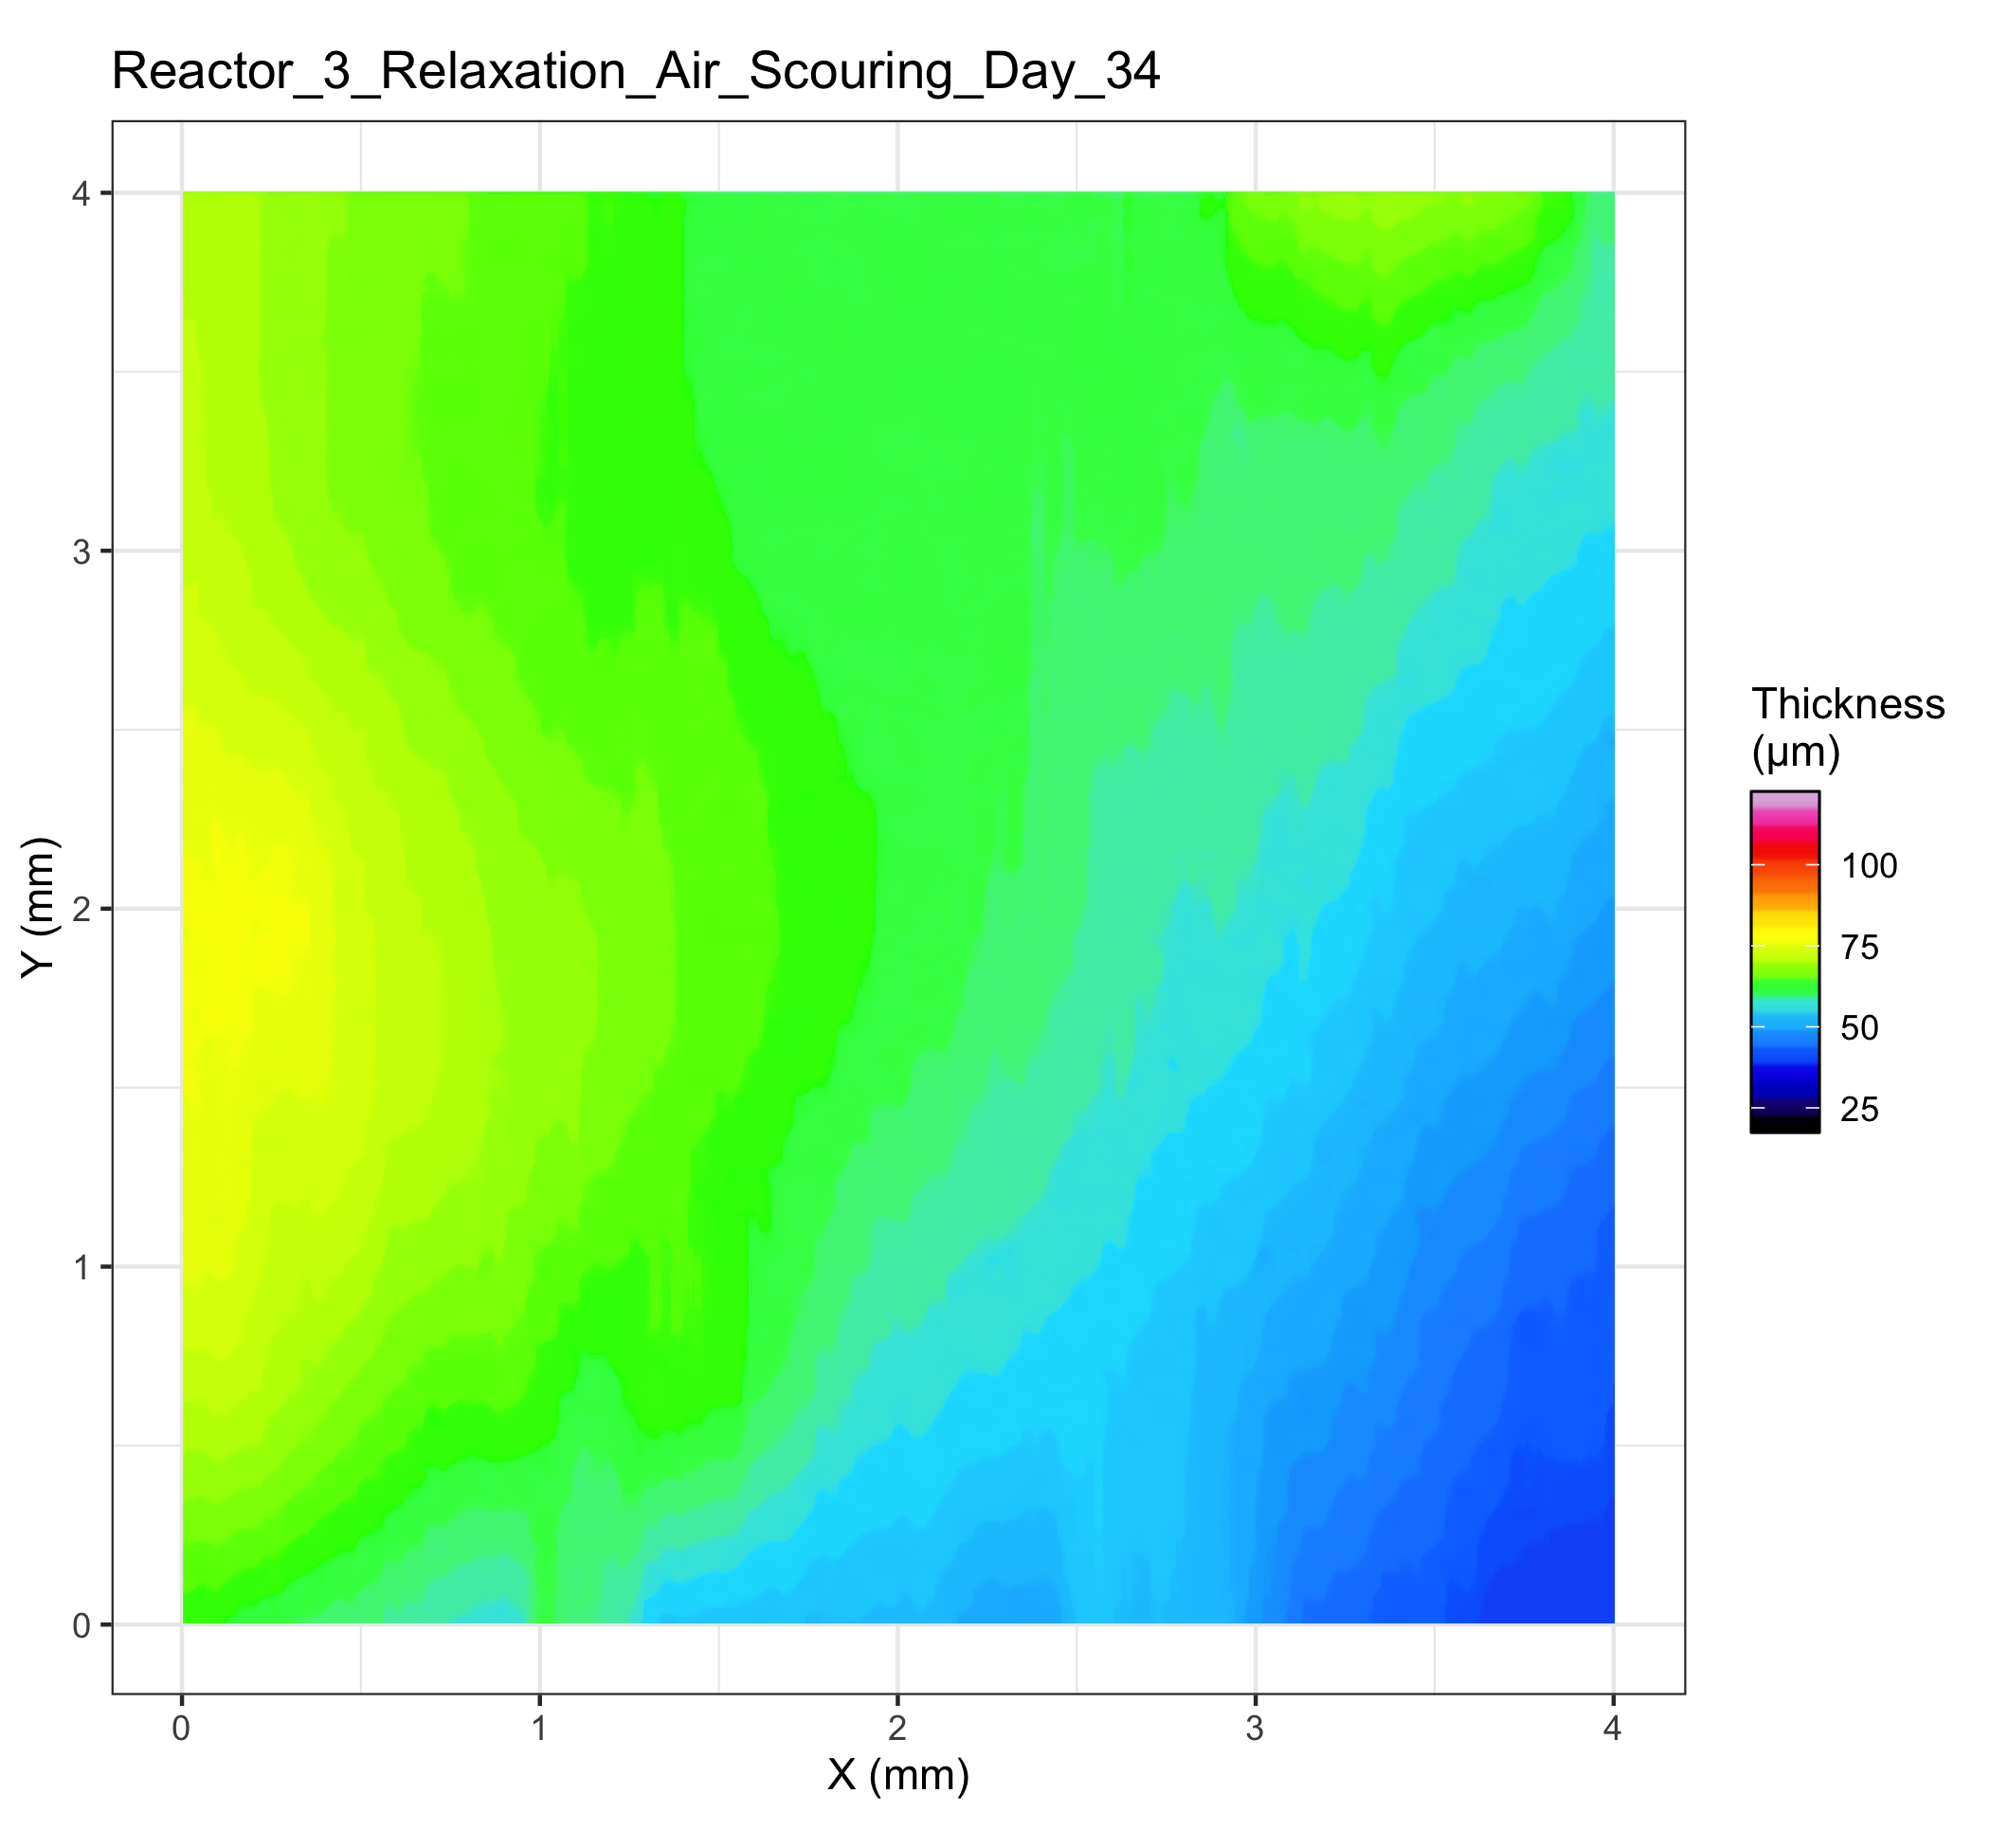 Reactor_3_Relaxation_Air_Scouring_Day_34
4
3
2
1
0
Y (mm)
0 1 2 3 4
X (mm)
Thickness
(µm)
100
75
50
25